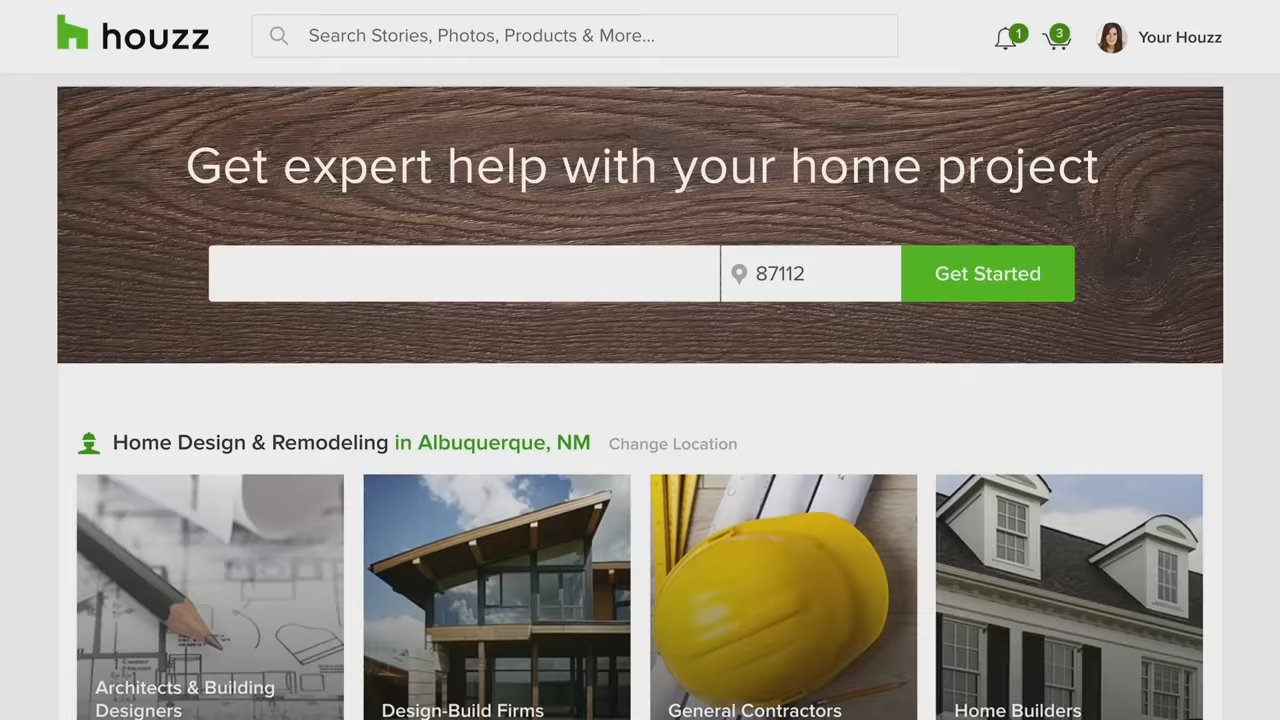 houzz
Search Stories, Photos, Products & More...
1
3
Your Houzz
Get expert help with your home project
87112
Get Started
Home Design & Remodeling in Albuquerque, NM
Change Location
Architects & Building
Designers
Design-Build Firms
General Contractors
Home Builders